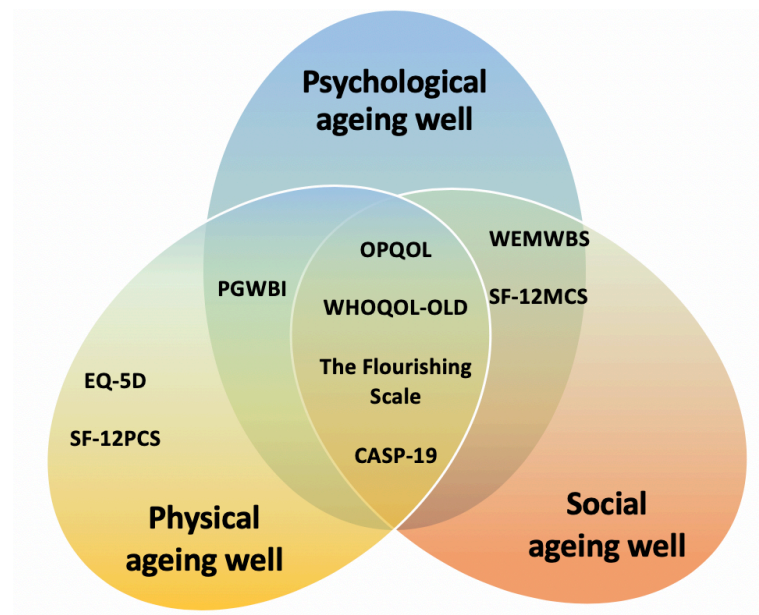 Psychological
ageing well
WEMWBS
OPQOL
PGWBI
SF-12MCS
WHOQOL-OLD
The Flourishing
Scale
EQ-5D
SF-12PCS
CASP-19
Physical
ageing well
Social
ageing well